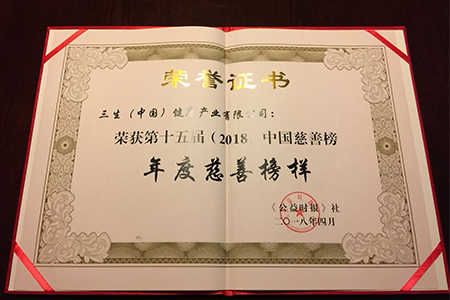 荣誉证书
三生（中国）健康产业有限公司：
荣获第十五届（2018）中国慈善榜
年度慈善榜样
《公益时报》社
二〇一八年四月